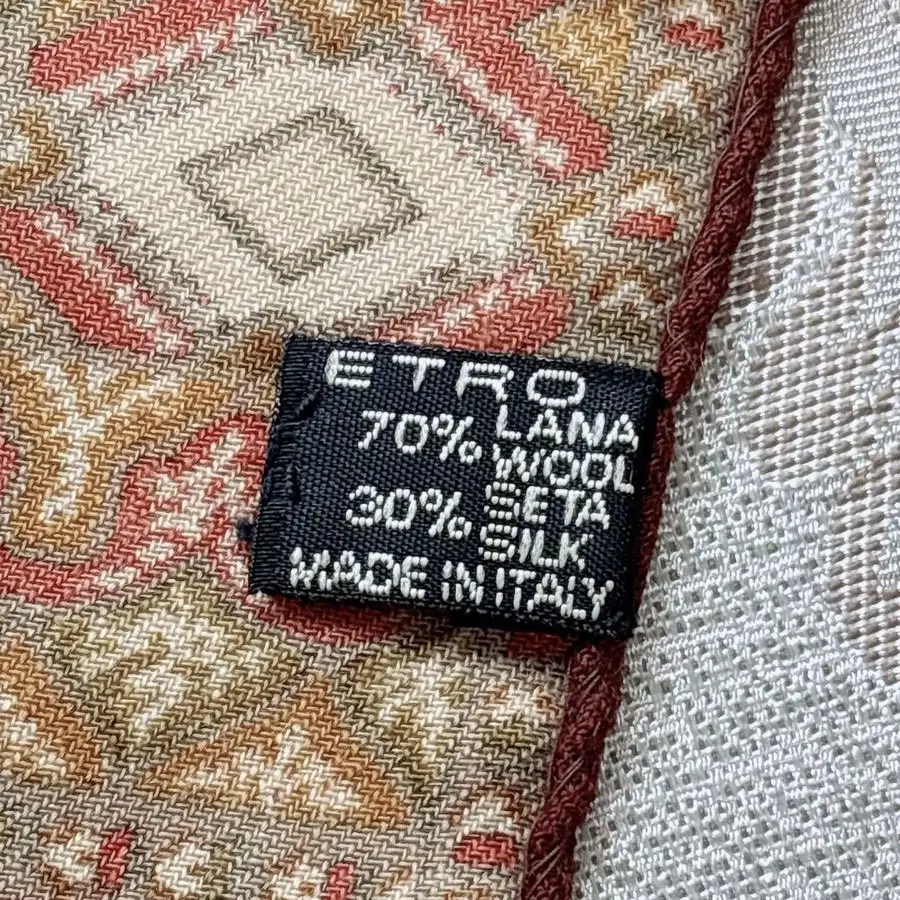 ETRO
70% LANA
WOOL
30% SETA
SILK
MADE IN ITALY